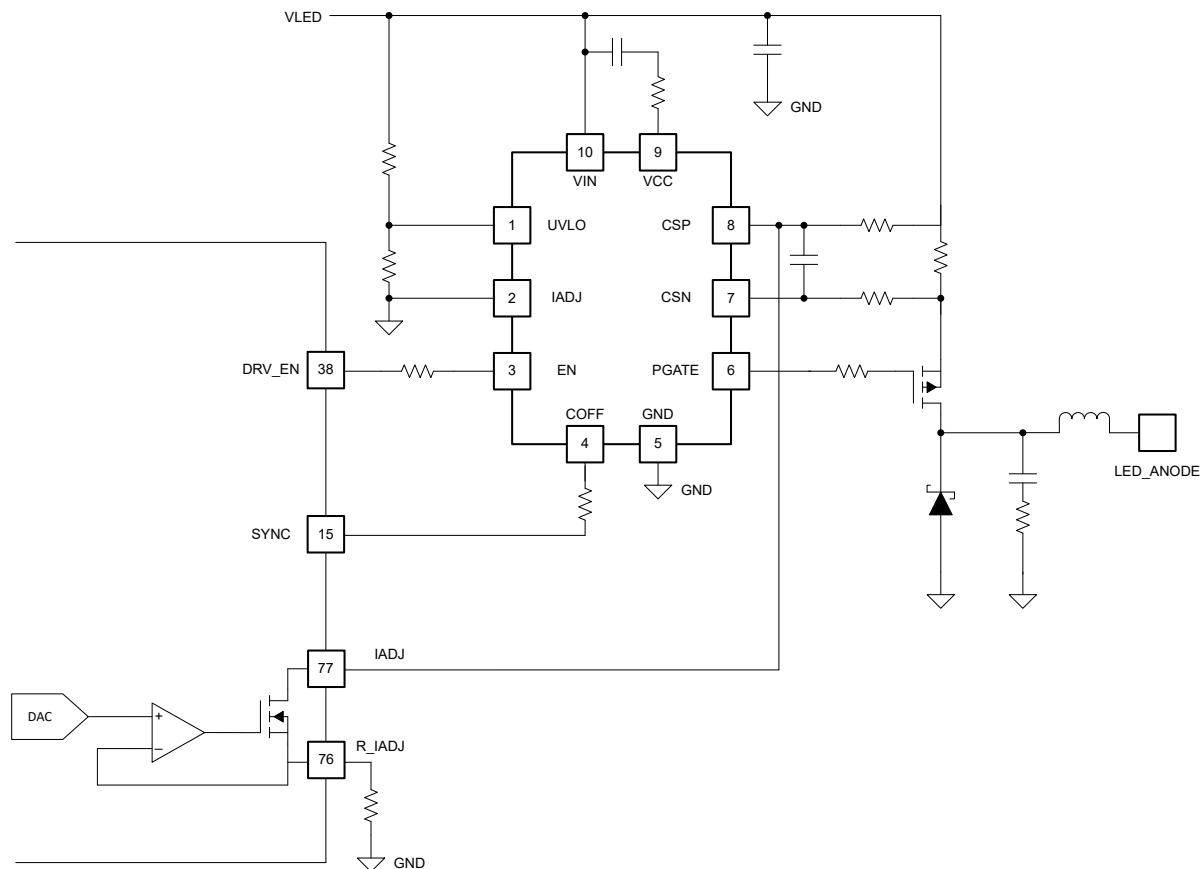 VLED
GND
10
9
VIN
VCC
1
UVLO
CSP
8
2
IADJ
CSN
7
DRV_EN
38
3
EN
PGATE
6
COFF
GND
4
5
GND
LED_ANODE
SYNC
15
IADJ
77
DAC
+
–
R_IADJ
76
GND